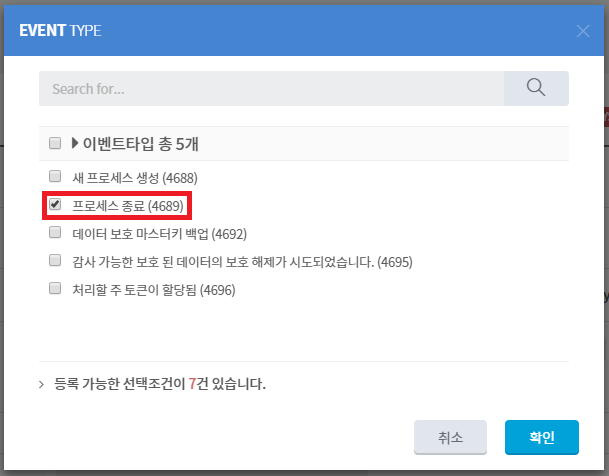 EVENT TYPE
Search for...
이벤트타입 총 5개
새 프로세스 생성 (4688)
프로세스 종료 (4689)
데이터 보호 마스터키 백업 (4692)
감사 가능한 보호 된 데이터의 보호 해제가 시도되었습니다. (4695)
처리할 주 토큰이 할당됨 (4696)
등록 가능한 선택조건이 7건 있습니다.
취소
확인